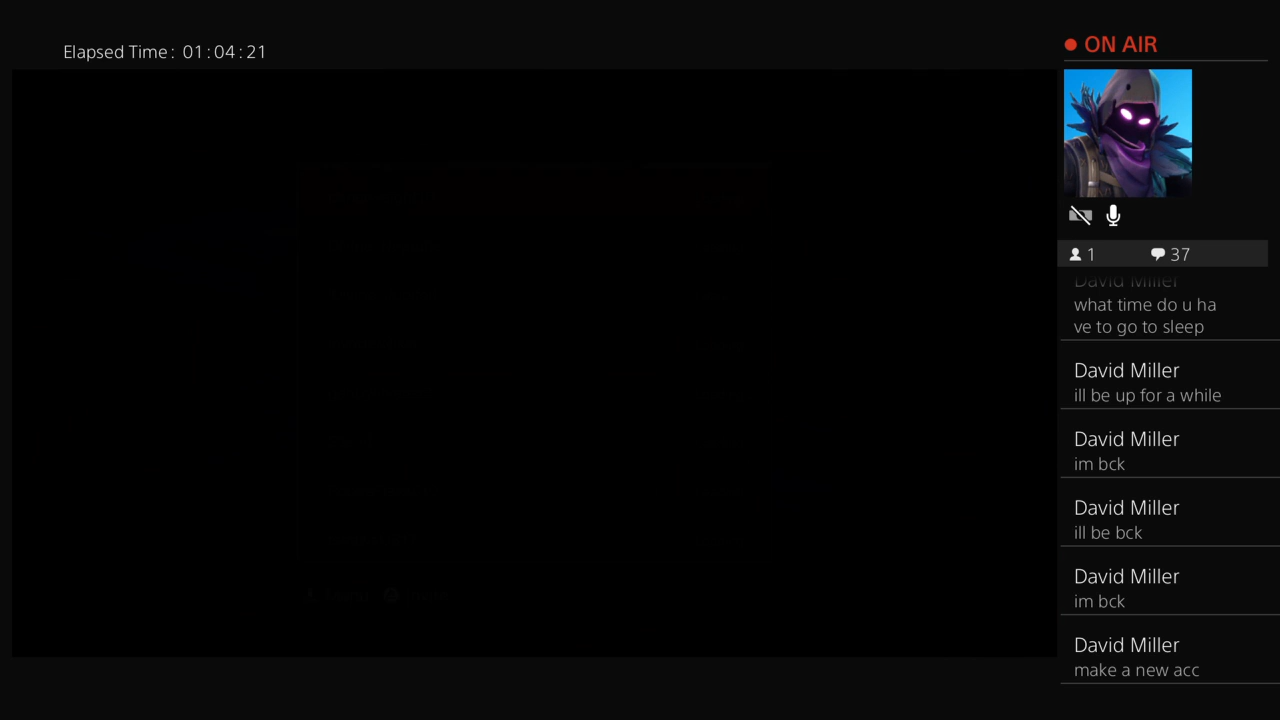 Elapsed Time: 01:04:21
ON AIR
1 37
David Miller
what time do u ha
ve to go to sleep
David Miller
ill be up for a while
David Miller
im bck
David Miller
ill be bck
David Miller
im bck
David Miller
make a new acc